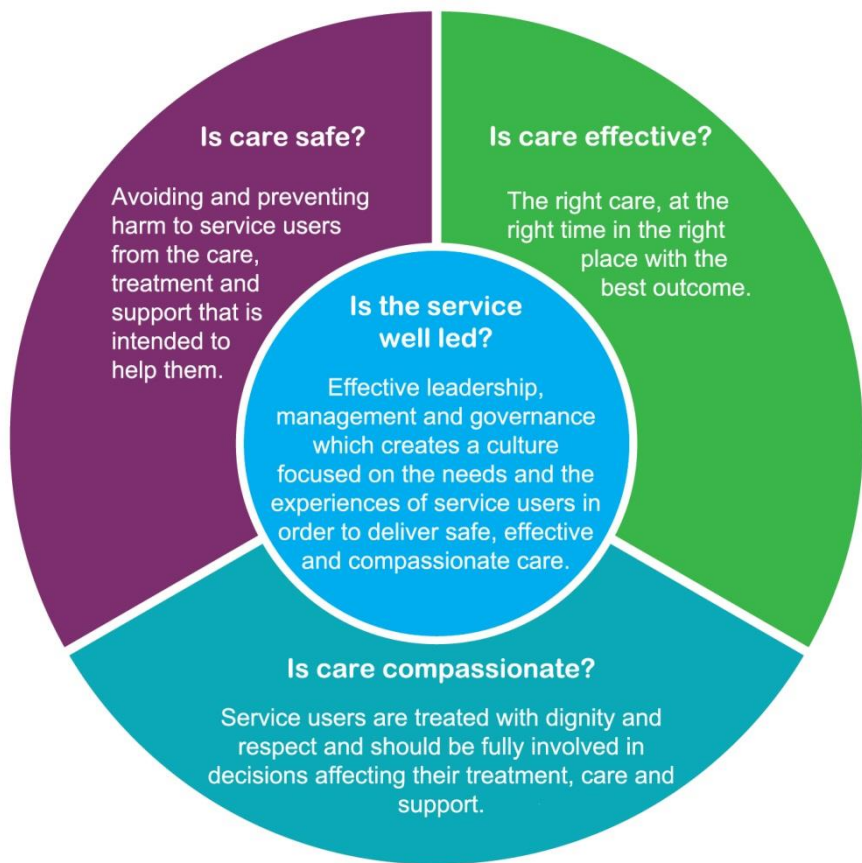 Is care safe?
Avoiding and preventing
harm to service users
from the care,
treatment and
support that is
intended to
help them.
Is care effective?
The right care, at the
right time in the right
place with the
best outcome.
Is the service
well led?
Effective leadership,
management and governance
which creates a culture
focused on the needs and the
experiences of service users in
order to deliver safe, effective
and compassionate care.
Is care compassionate?
Service users are treated with dignity and
respect and should be fully involved in
decisions affecting their treatment, care and
support.